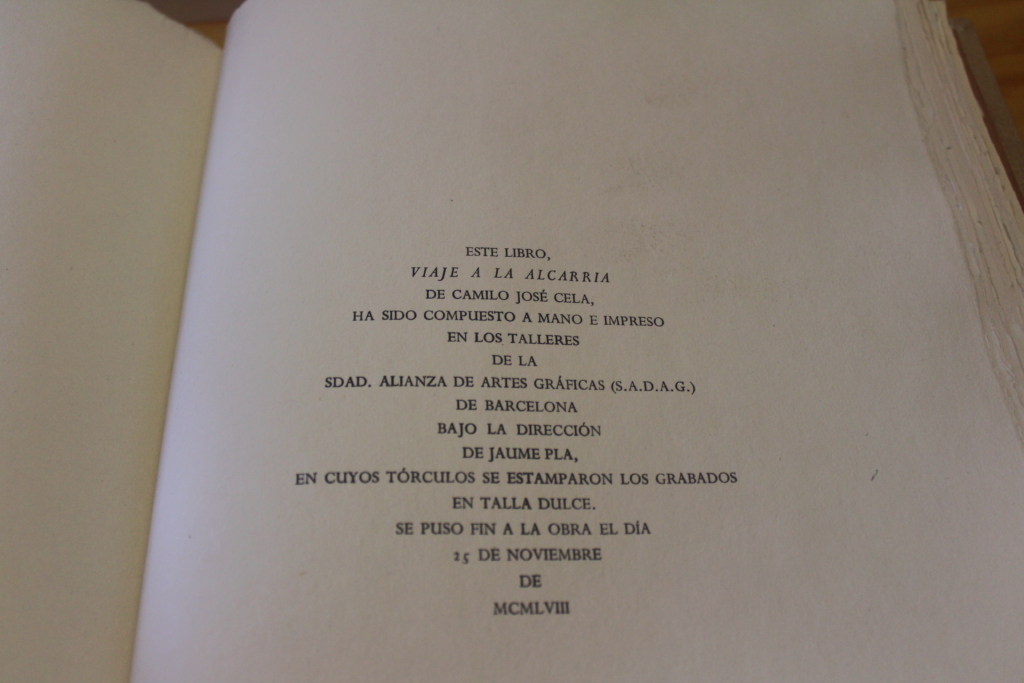 ESTE LIBRO,
VIAJE A LA ALCARRIA
DE CAMILO JOSÉ CELA,
HA SIDO COMPUESTO A MANO E IMPRESO
EN LOS TALLERES
DE LA
SDAD. ALIANZA DE ARTES GRÁFICAS (S.A.D.A.G.)
DE BARCELONA
BAJO LA DIRECCIÓN
DE JAUME PLA,
EN CUYOS TÓRCULOS SE ESTAMPARON LOS GRABADOS
EN TALLA DULCE.
SE PUSO FIN A LA OBRA EL DÍA
25 DE NOVIEMBRE
DE
MCMLVIII